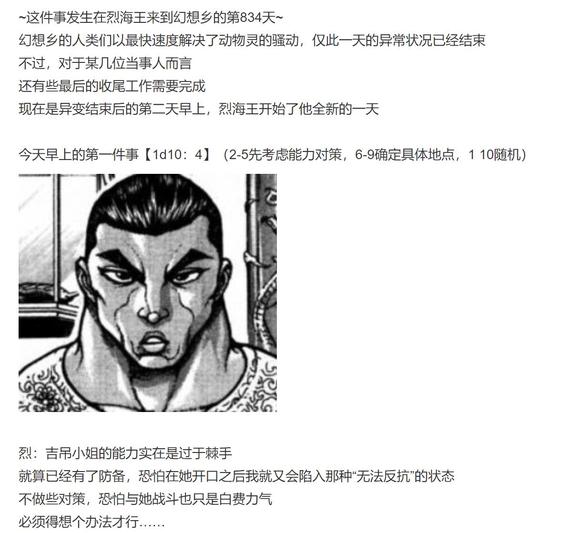 ~这件事发生在烈海王来到幻想乡的第834天~
幻想乡的人类们以最快速度解决了动物灵的骚动，仅此一天的异常状况已经结束
不过，对于某几位当事人而言
还有些最后的收尾工作需要完成
现在是异变结束后的第二天早上，烈海王开始了他全新的一天
今天早上的第一件事【1d10：4】（2-5先考虑能力对策，6-9确定具体地点，1 10随机）
烈：吉吊小姐的能力实在是过于棘手
就算已经有了防备，恐怕在她开口之后我就又会陷入那种“无法反抗”的状态
不做些对策，恐怕与她战斗也只是白费力气
必须得想个办法才行……